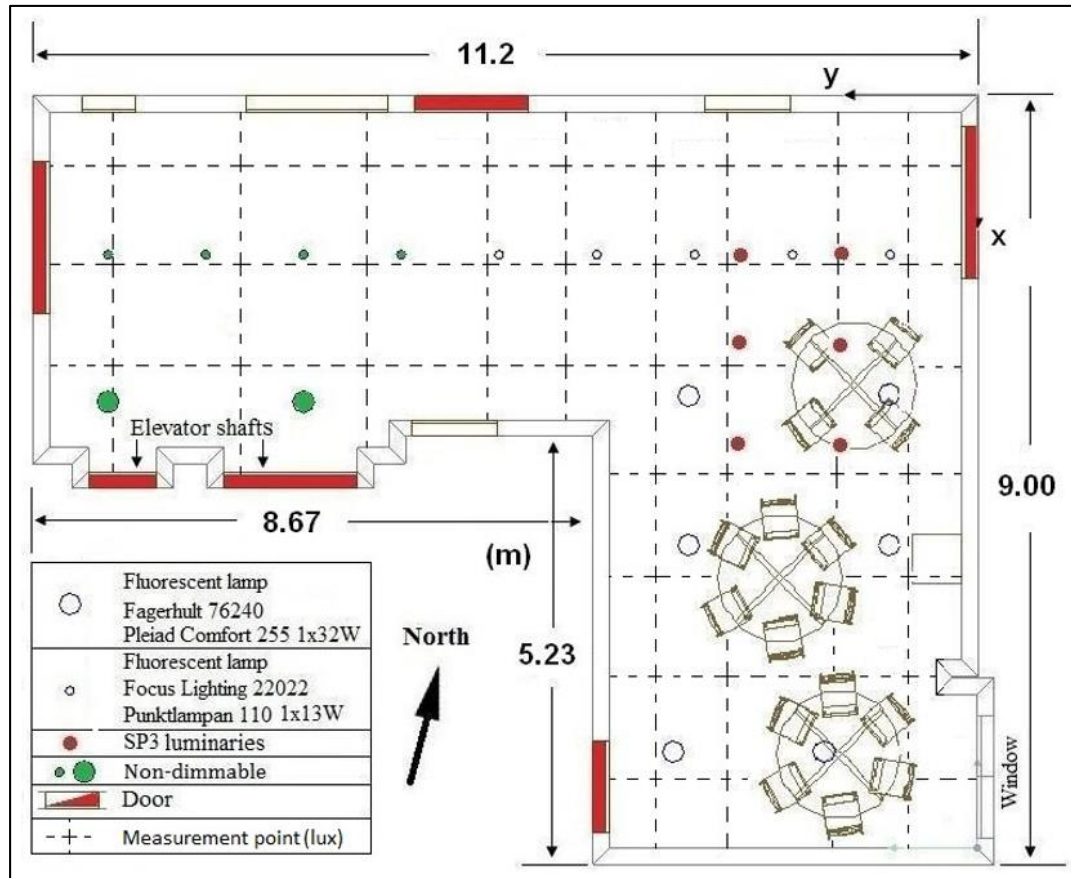 11.2
y
x
Elevator shafts
9.00
8.67
(m)
5.23
North
Window
Fluorescent lamp
Fagerhult 76240
Pleiad Comfort 255 1x32W
Fluorescent lamp
Focus Lighting 22022
Punktlampan 110 1x13W
SP3 luminaries
Non-dimmable
Door
Measurement point (lux)